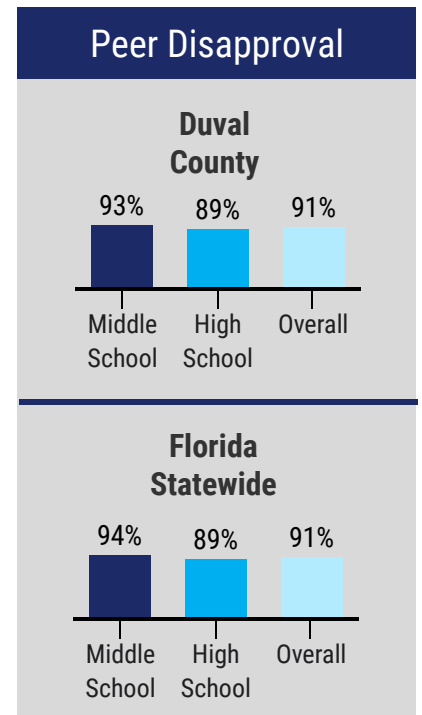 Peer Disapproval
Duval
County
93% 89% 91%
Middle High Overall
School School
Florida
Statewide
94% 89% 91%
Middle High Overall
School School